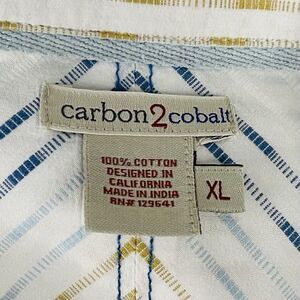 carbon2cobalt
100% COTTON
DESIGNED IN
CALIFORNIA
MADE IN INDIA
RN# 129641
XL